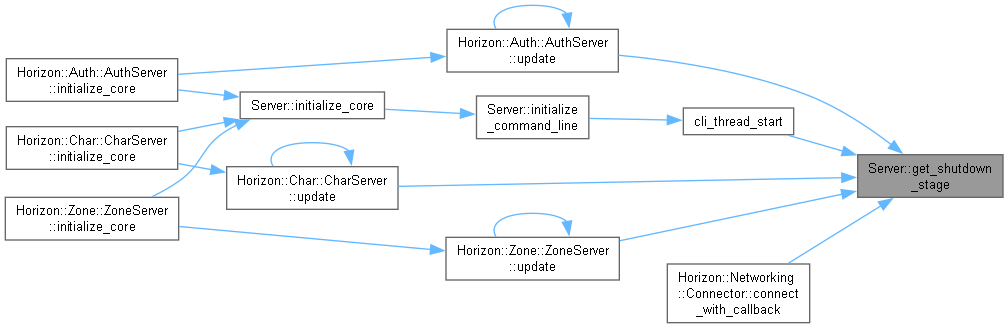 Horizon::Auth::AuthServer
::update
Horizon::Auth::AuthServer
::initialize_core
Server::initialize_core
Server::initialize
_command_line
cli_thread_start
Horizon::Char::CharServer
::initialize_core
Horizon::Char::CharServer
::update
Server::get_shutdown
_stage
Horizon::Zone::ZoneServer
::initialize_core
Horizon::Zone::ZoneServer
::update
Horizon::Networking
::Connector::connect
_with_callback